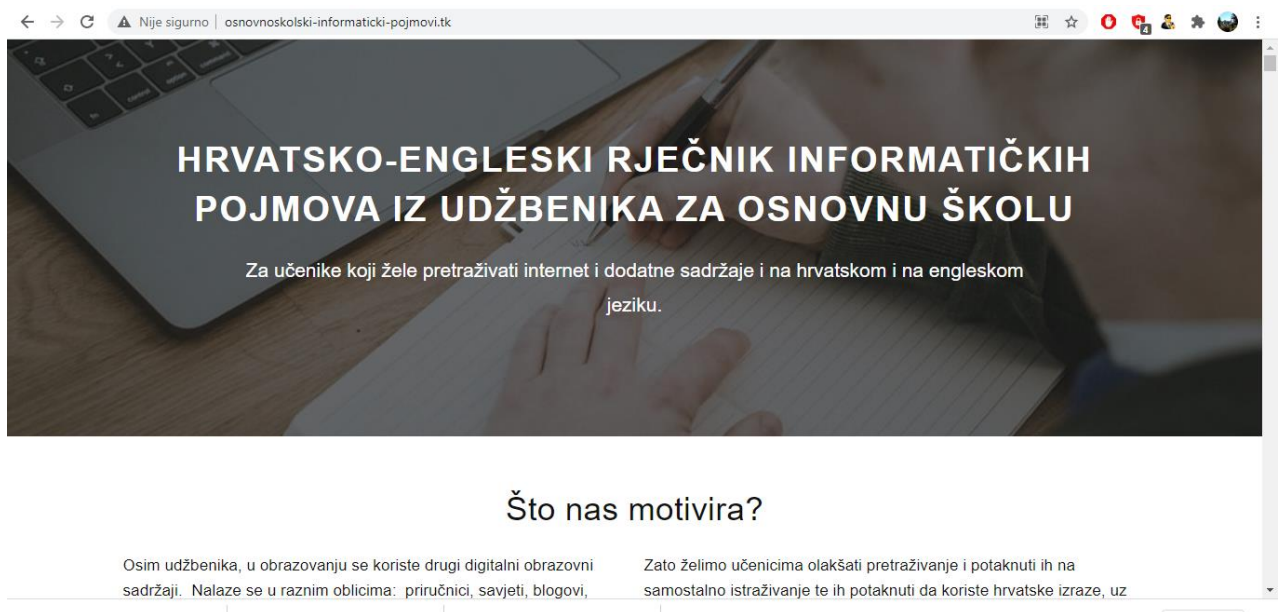 Nije sigurno | osnovnoskolski-informaticki-pojmovi.tk
4
HRVATSKO-ENGLESKI RJEČNIK INFORMATIČKIH
POJMOVA IZ UDŽBENIKA ZA OSNOVNU ŠKOLU
Za učenike koji žele pretraživati internet i dodatne sadržaje i na hrvatskom i na engleskom
jeziku.
Što nas motivira?
Osim udžbenika, u obrazovanju se koriste drugi digitalni obrazovni
sadržaji. Nalaze se u raznim oblicima: priručnici, savjeti, blogovi,
Zato želimo učenicima olakšati pretraživanje i potaknuti ih na
samostalno istraživanje te ih potaknuti da koriste hrvatske izraze, uz